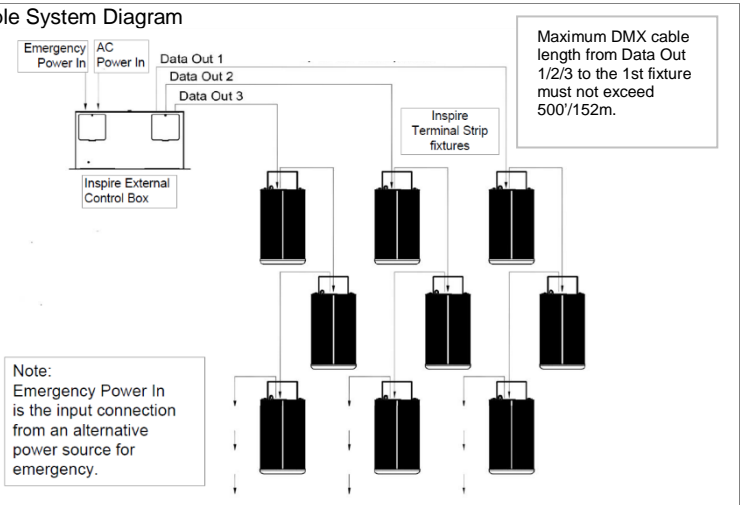 System Diagram
Maximum DMX cable
length from Data Out
1/2/3 to the 1st fixture
must not exceed
500'/152m.
Emergency
Power In
AC
Power In
Data Out 1
Data Out 2
Data Out 3
Inspire
Terminal Strip
fixtures
Inspire External
Control Box
Note:
Emergency Power In
is the input connection
from an alternative
power source for
emergency.